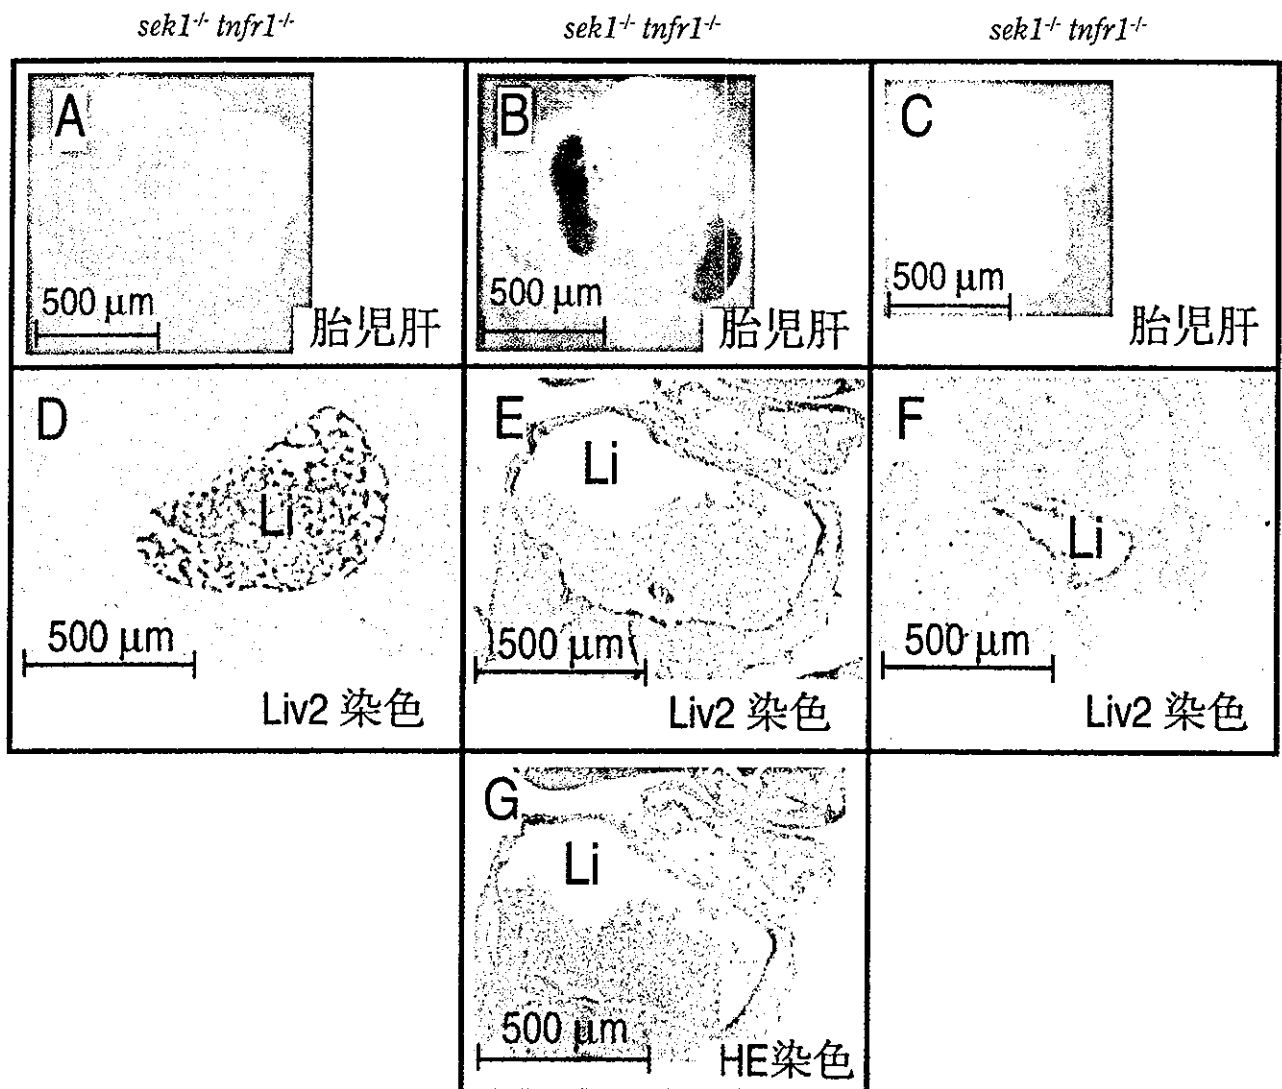 sek1-/- tnfr1-/-
sek1-/- tnfr1-/-
sek1-/- tnfr1-/-
A
500 μm
胎児肝
B
500 μm
胎児肝
C
500 μm
胎児肝
D
Li
500 μm
Liv2 染色
E
Li
500 μm
Liv2 染色
F
Li
500 μm
Liv2 染色
G
Li
500 μm
HE染色